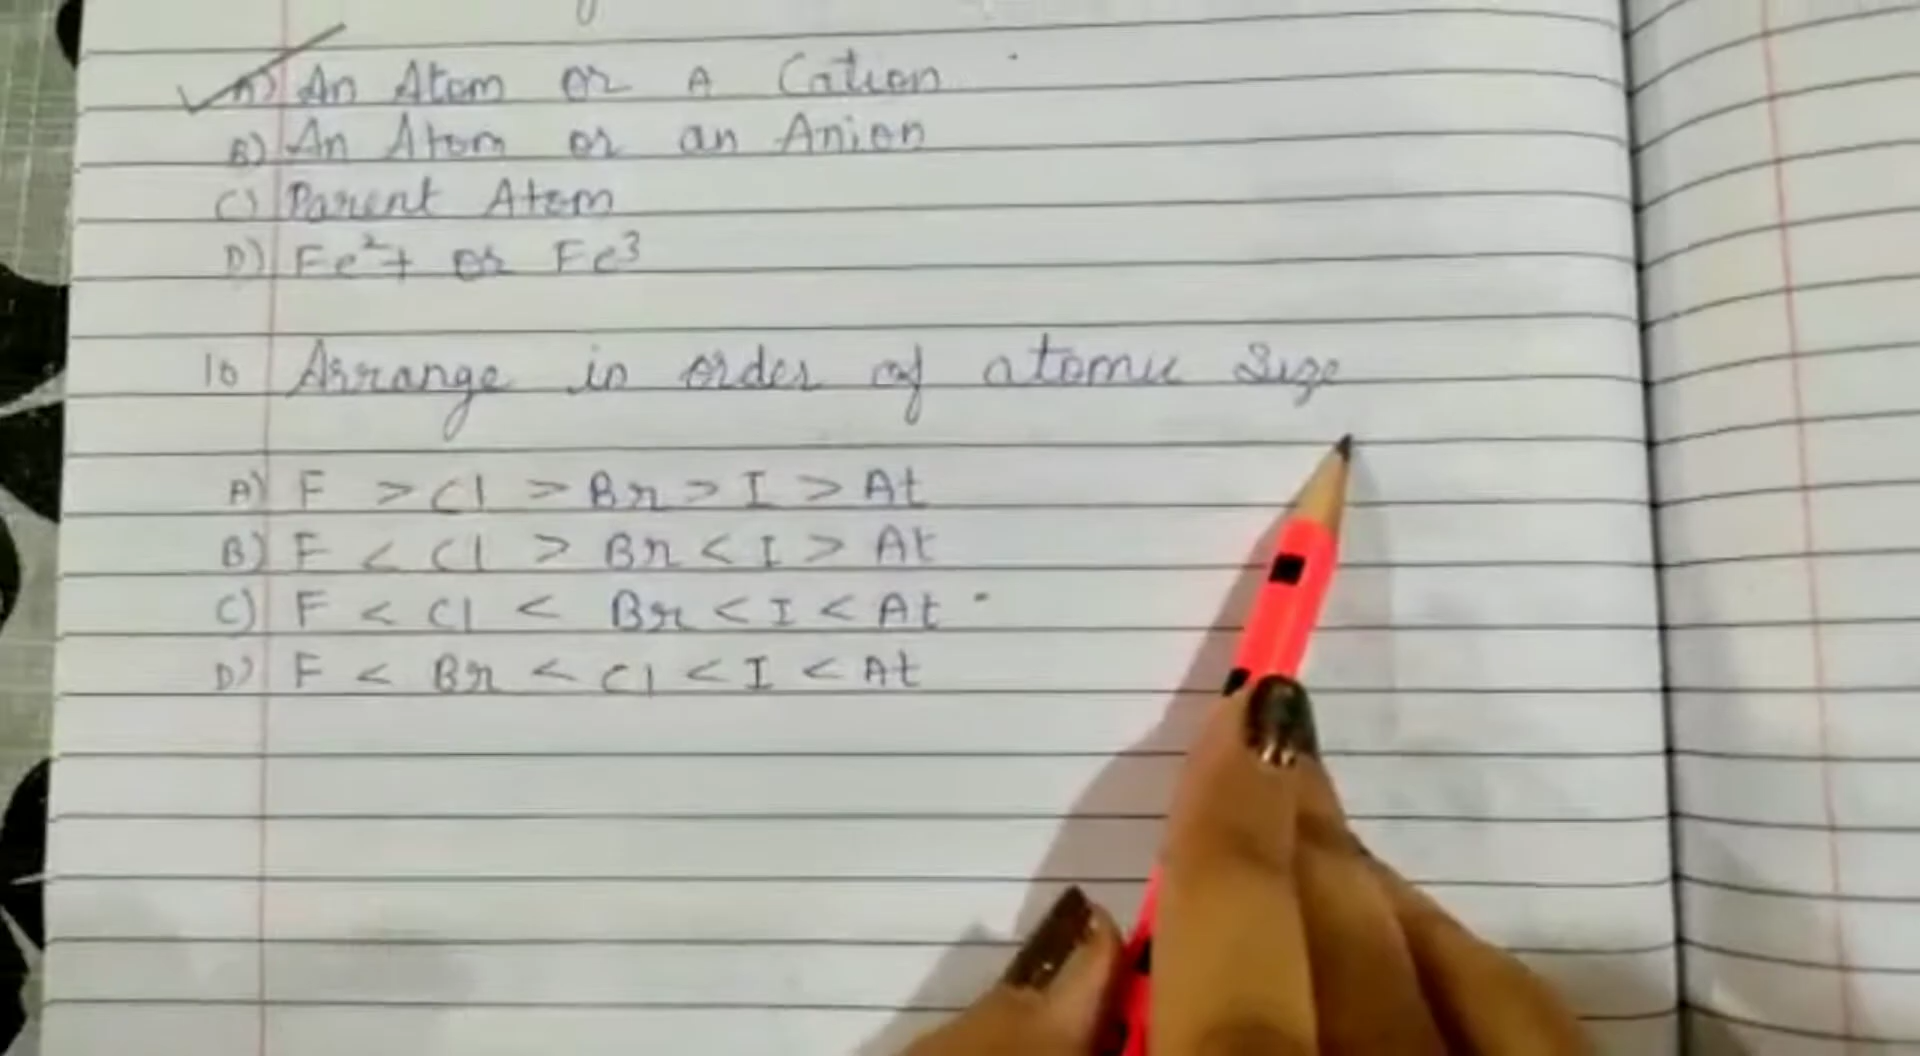 A) An Atom or A Cation
B) An Atom or an Anion
C) Parent Atom
D) Fe²+ or Fe³
10 Arrange in order of atomic Size
A) F > Cl > Br > I > At
B) F < Cl > Br < I > At
C) F < Cl < Br < I < At
D) F < Br < Cl < I < At